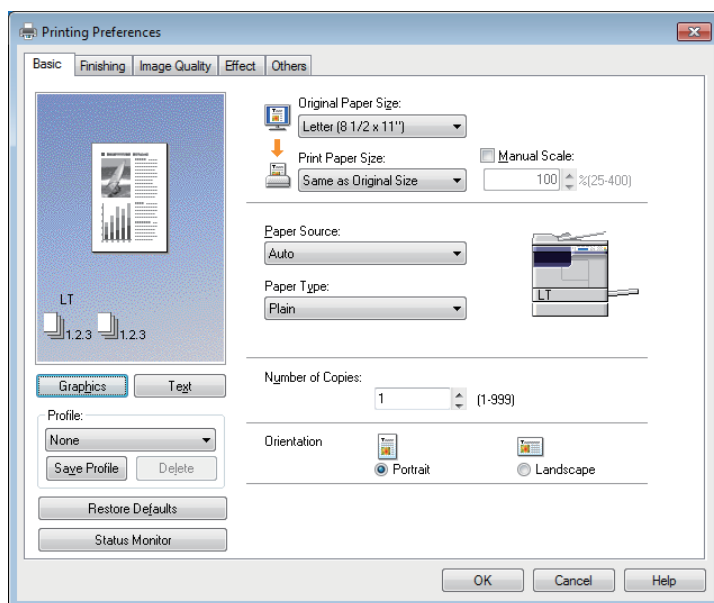 Printing Preferences
Basic Finishing Image Quality Effect Others
LT
1.2.3 1.2.3
Graphics Text
Profile:
None
Save Profile Delete
Restore Defaults
Status Monitor
Original Paper Size:
Letter (8 1/2 x 11")
Print Paper Size:
Same as Original Size
Manual Scale:
100 %(25-400)
Paper Source:
Auto
Paper Type:
Plain
LT
Number of Copies:
1 (1-999)
Orientation
Portrait Landscape
OK Cancel Help